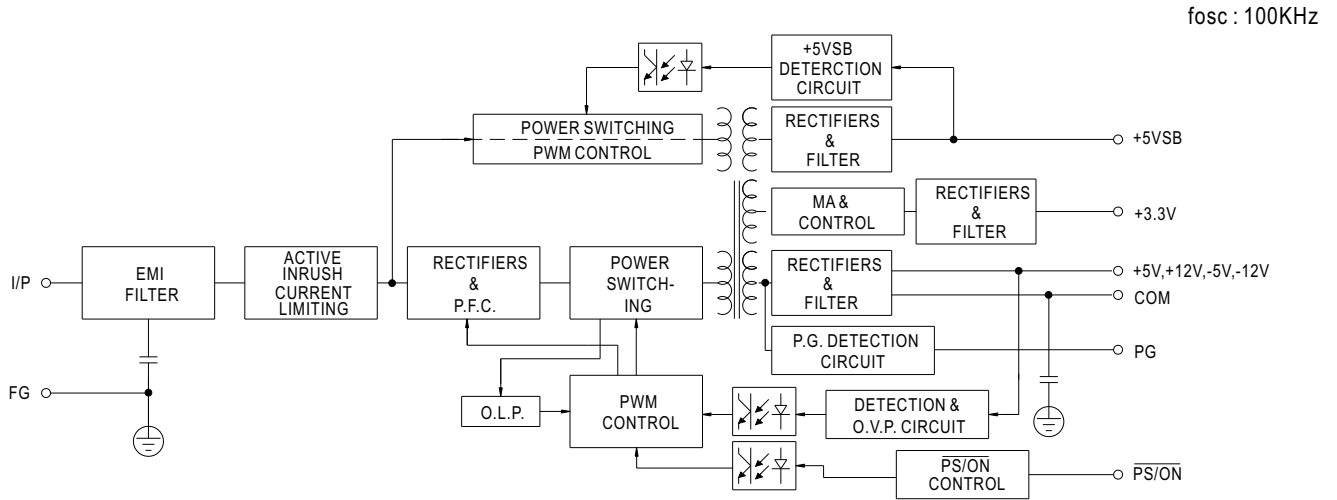 fosc : 100KHz
+5VSB
DETERCTION
CIRCUIT
POWER SWITCHING
PWM CONTROL
RECTIFIERS
&
FILTER
+5VSB
MA &
CONTROL
RECTIFIERS
&
FILTER
+3.3V
I/P
EMI
FILTER
ACTIVE
INRUSH
CURRENT
LIMITING
RECTIFIERS
&
P.F.C.
POWER
SWITCH-
ING
RECTIFIERS
&
FILTER
+5V,+12V,-5V,-12V
COM
P.G. DETECTION
CIRCUIT
PG
FG
O.L.P.
PWM
CONTROL
DETECTION &
O.V.P. CIRCUIT
PS/ON
CONTROL
PS/ON